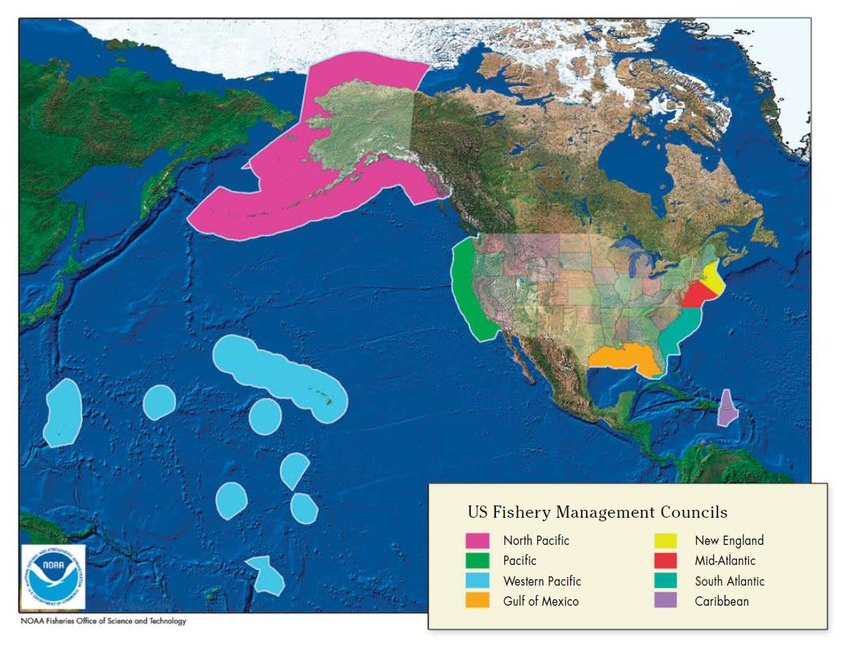 US Fishery Management Councils
North Pacific
Pacific
Western Pacific
Gulf of Mexico
New England
Mid-Atlantic
South Atlantic
Caribbean
NOAA
NOAA Fisheries Office of Science and Technology